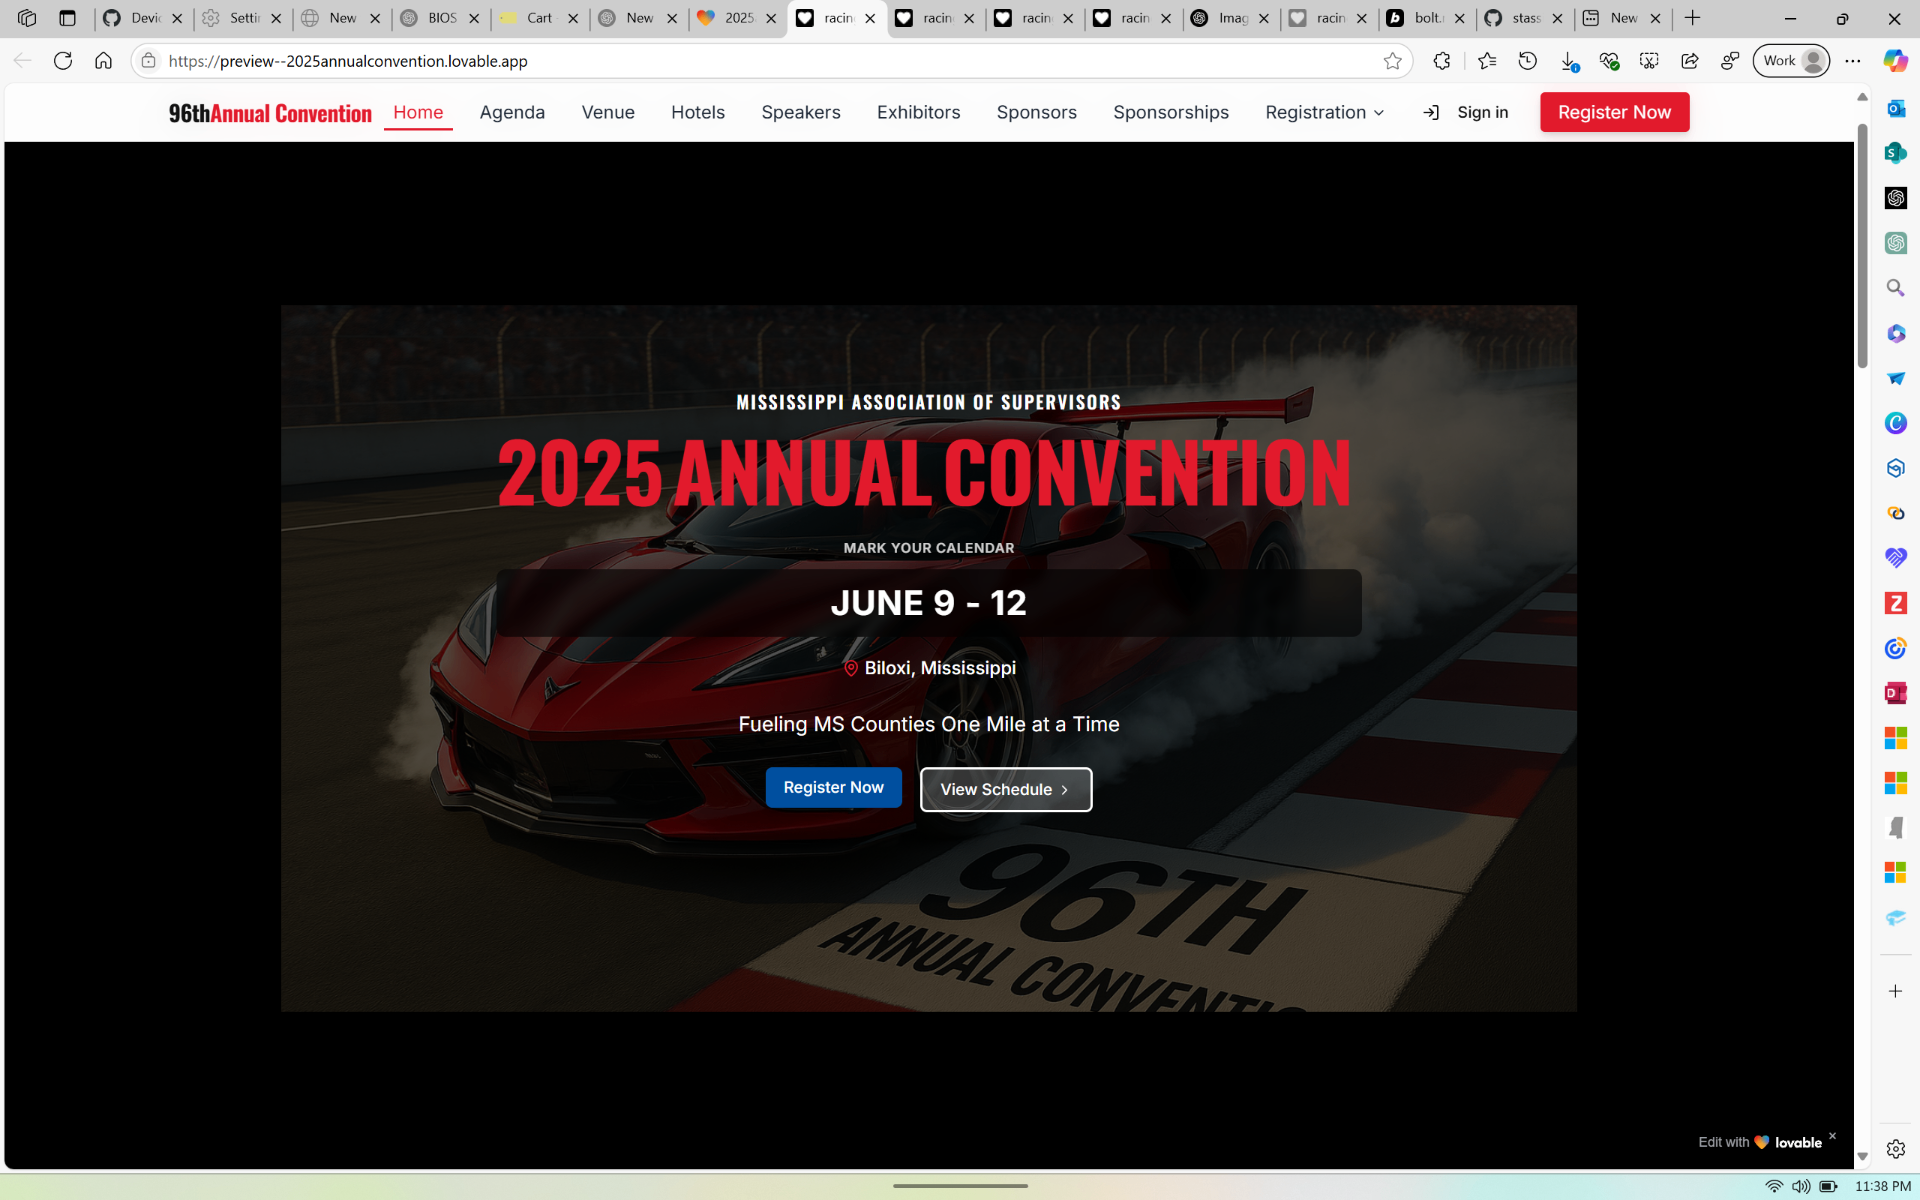 Devic
Settin
New
BIOS
Cart
New
2025
racin
racin
racin
racin
Imag
racin
bolt.
stass
New
https://preview--2025annualconvention.lovable.app
Work
96thAnnual Convention
Home
Agenda
Venue
Hotels
Speakers
Exhibitors
Sponsors
Sponsorships
Registration
Sign in
Register Now
MISSISSIPPI ASSOCIATION OF SUPERVISORS
2025 ANNUAL CONVENTION
MARK YOUR CALENDAR
JUNE 9 - 12
Biloxi, Mississippi
Fueling MS Counties One Mile at a Time
Register Now
View Schedule
96TH
ANNUAL CONVENTIO
Edit with lovable
11:38 PM